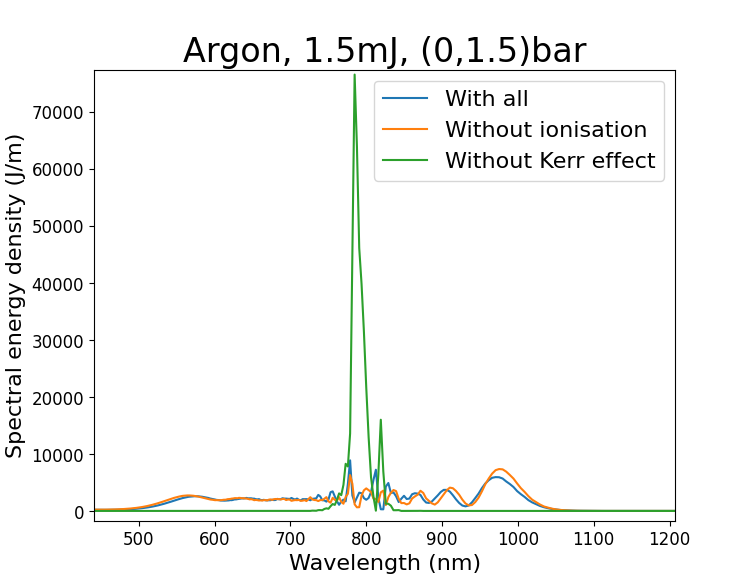 Argon, 1.5mJ, (0,1.5)bar
With all
Without ionisation
Without Kerr effect
Spectral energy density (J/m)
70000
60000
50000
40000
30000
20000
10000
0
500 600 700 800 900 1000 1100 1200
Wavelength (nm)